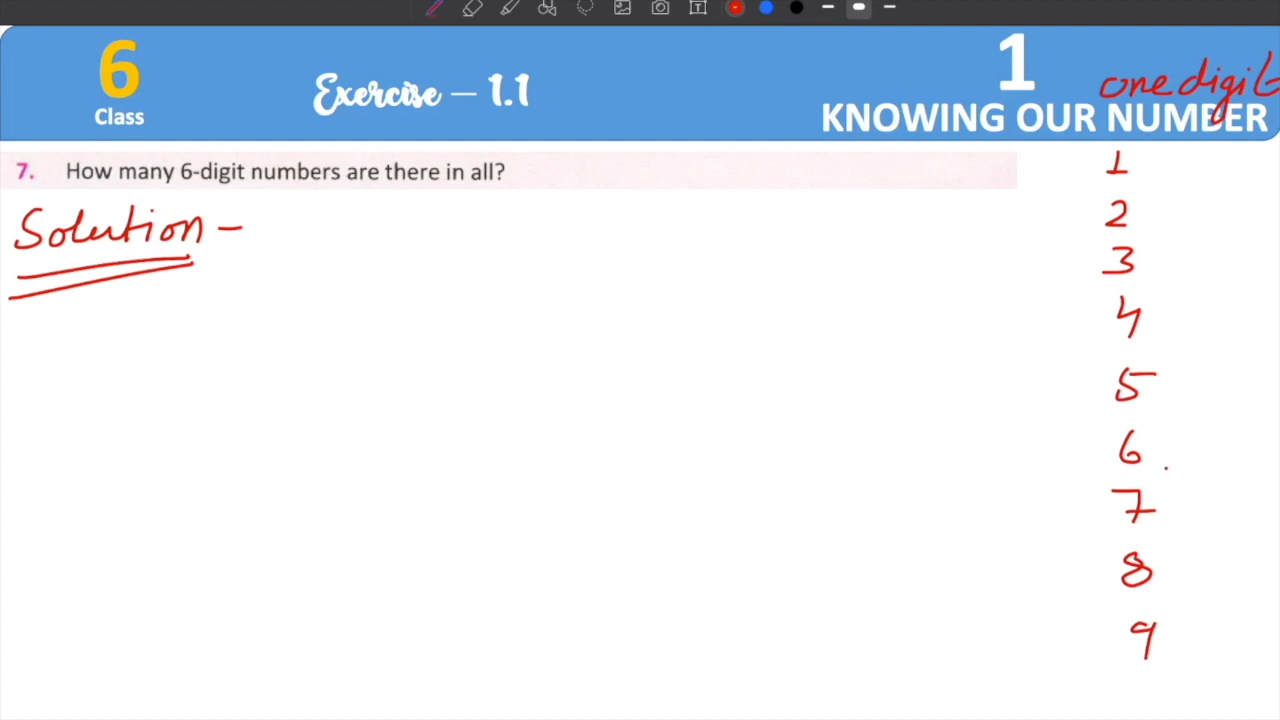 6
Class
Exercise – 1.1
1
one digit
KNOWING OUR NUMBER
7. How many 6-digit numbers are there in all?
Solution -
1
2
3
4
5
6
7
8
9